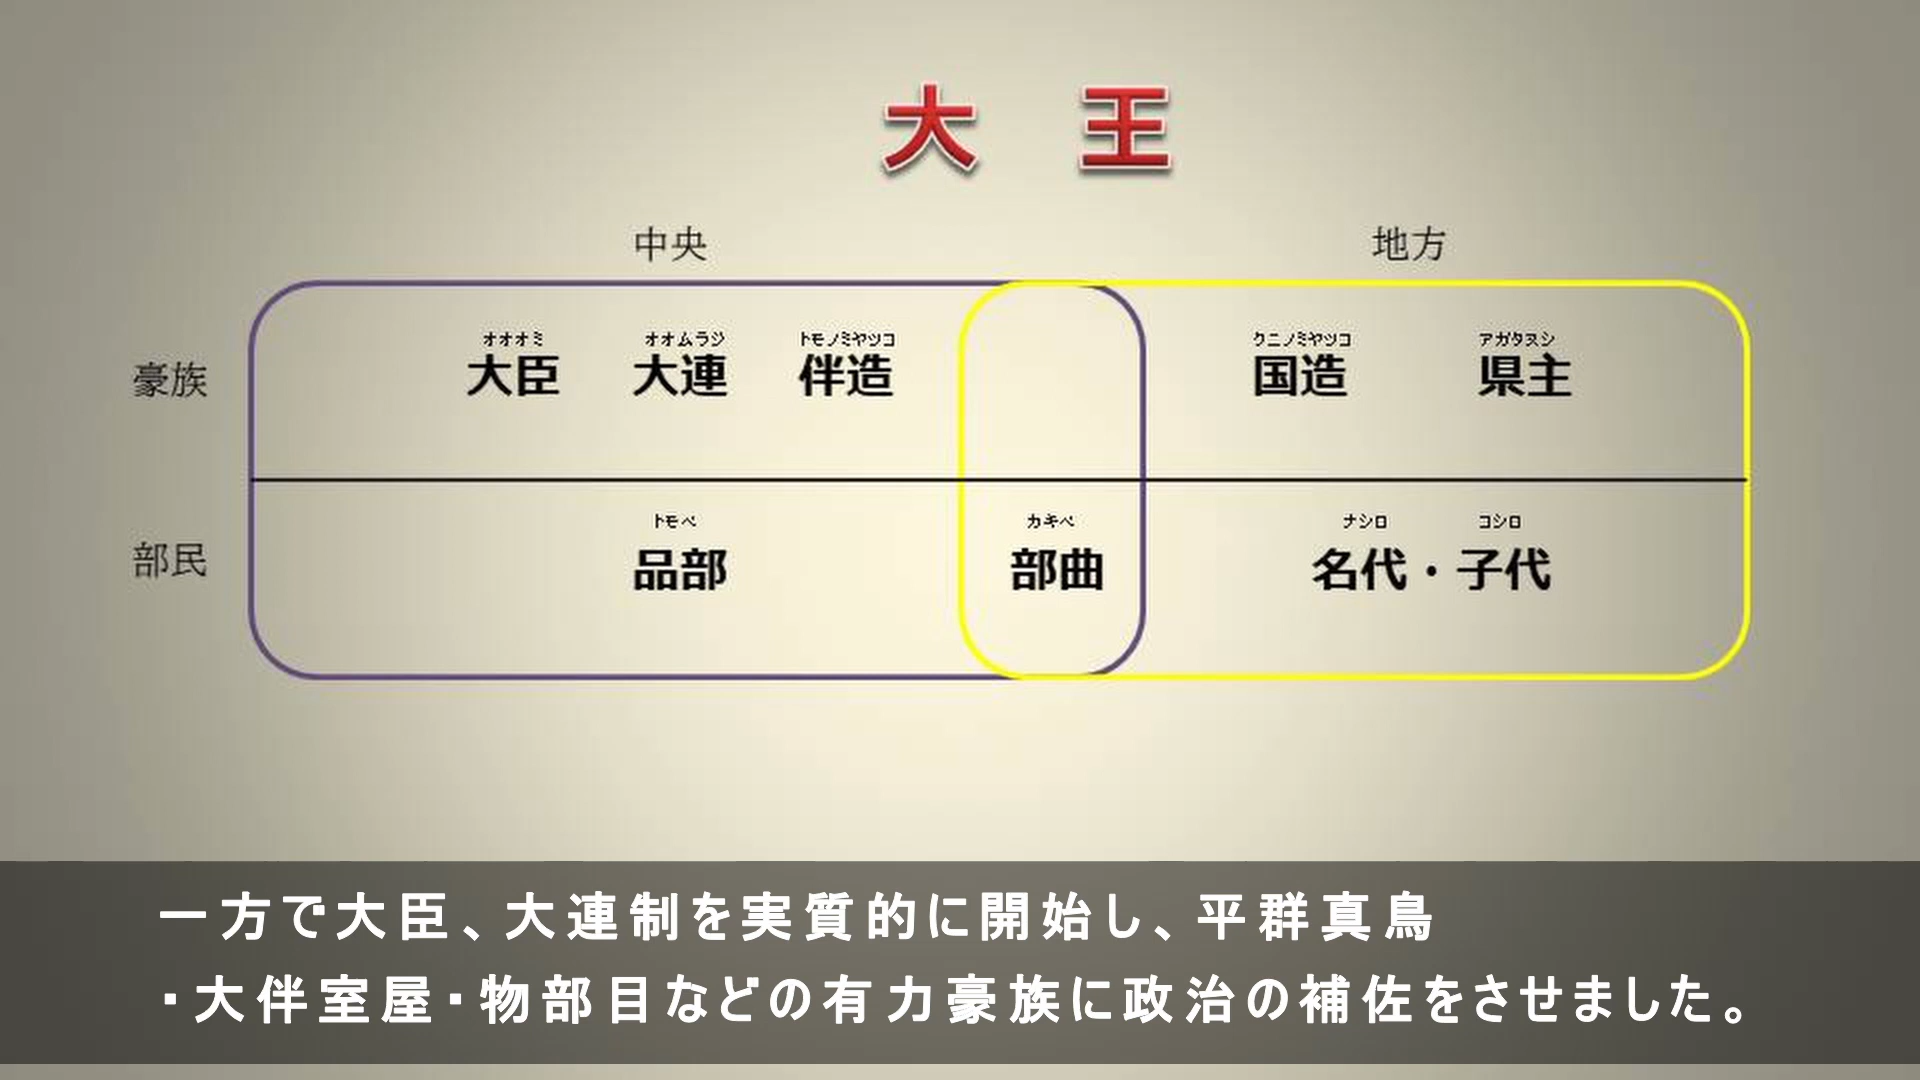 大 王
中央 地方
オオオミ オオムラジ トモノミヤツコ クニノミヤツコ アガタヌシ
豪族 大臣 大連 伴造 国造 県主
トモベ カキベ ナシロ コシロ
部民 品部 部曲 名代・子代
一方で大臣、大連制を実質的に開始し、平群真鳥
・大伴室屋・物部目などの有力豪族に政治の補佐をさせました。